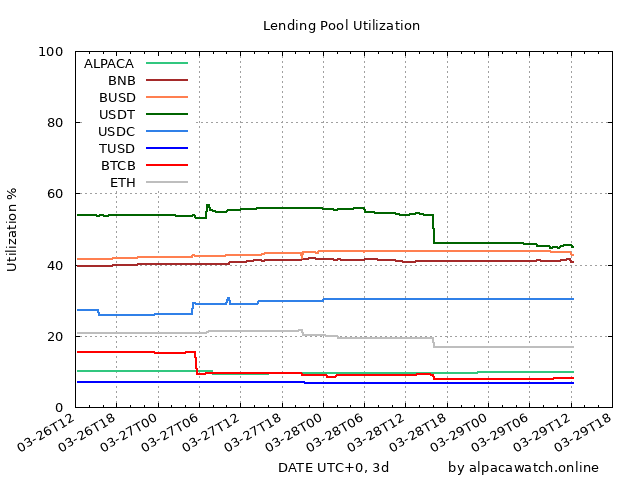 Lending Pool Utilization
Utilization %
100
80
60
40
20
0
ALPACA
BNB
BUSD
USDT
USDC
TUSD
BTCB
ETH
03-26T12
03-26T18
03-27T00
03-27T06
03-27T12
03-27T18
03-28T00
03-28T06
03-28T12
03-28T18
03-29T00
03-29T06
03-29T12
03-29T18
DATE UTC+0, 3d
by alpacawatch.online